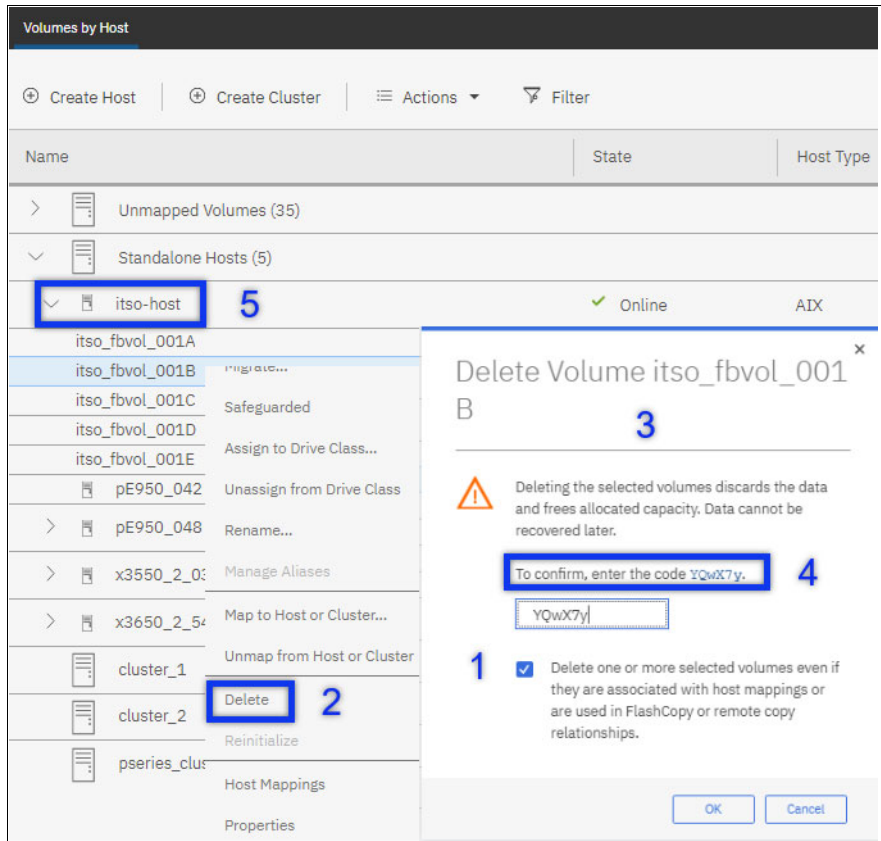 Volumes by Host
Create Host Create Cluster Actions Filter
Name State Host Type
Unmapped Volumes (35)
Standalone Hosts (5)
itso-host 5 Online AIX
itso_fbvol_001A
itso_fbvol_001B
itso_fbvol_001C
itso_fbvol_001D
itso_fbvol_001E
pE950_042
pE950_048
x3550_2_03
x3650_2_54
cluster_1
cluster_2
pseries_clus
Migrate...
Safeguarded
Assign to Drive Class...
Unassign from Drive Class
Rename...
Manage Aliases
Map to Host or Cluster...
Unmap from Host or Cluster
Delete 2
Reinitialize
Host Mappings
Properties
Delete Volume itso_fbvol_001
B
3
Deleting the selected volumes discards the data
and frees allocated capacity. Data cannot be
recovered later.
To confirm, enter the code YQwX7y. 4
YQwX7y
1 Delete one or more selected volumes even if
they are associated with host mappings or
are used in FlashCopy or remote copy
relationships.
OK Cancel